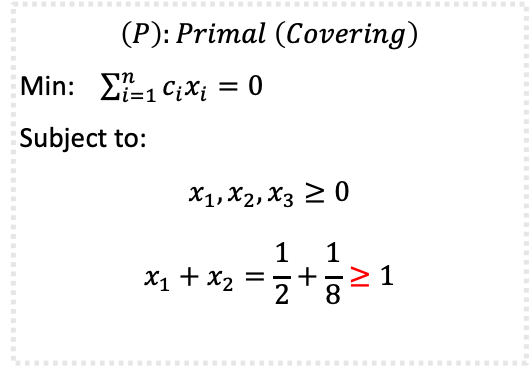 (P): Primal (Covering)
Min: ∑ⁿᵢ₌₁ cᵢxᵢ = 0
Subject to:
x₁, x₂, x₃ ≥ 0
x₁ + x₂ = 1/2 + 1/8 ≥ 1